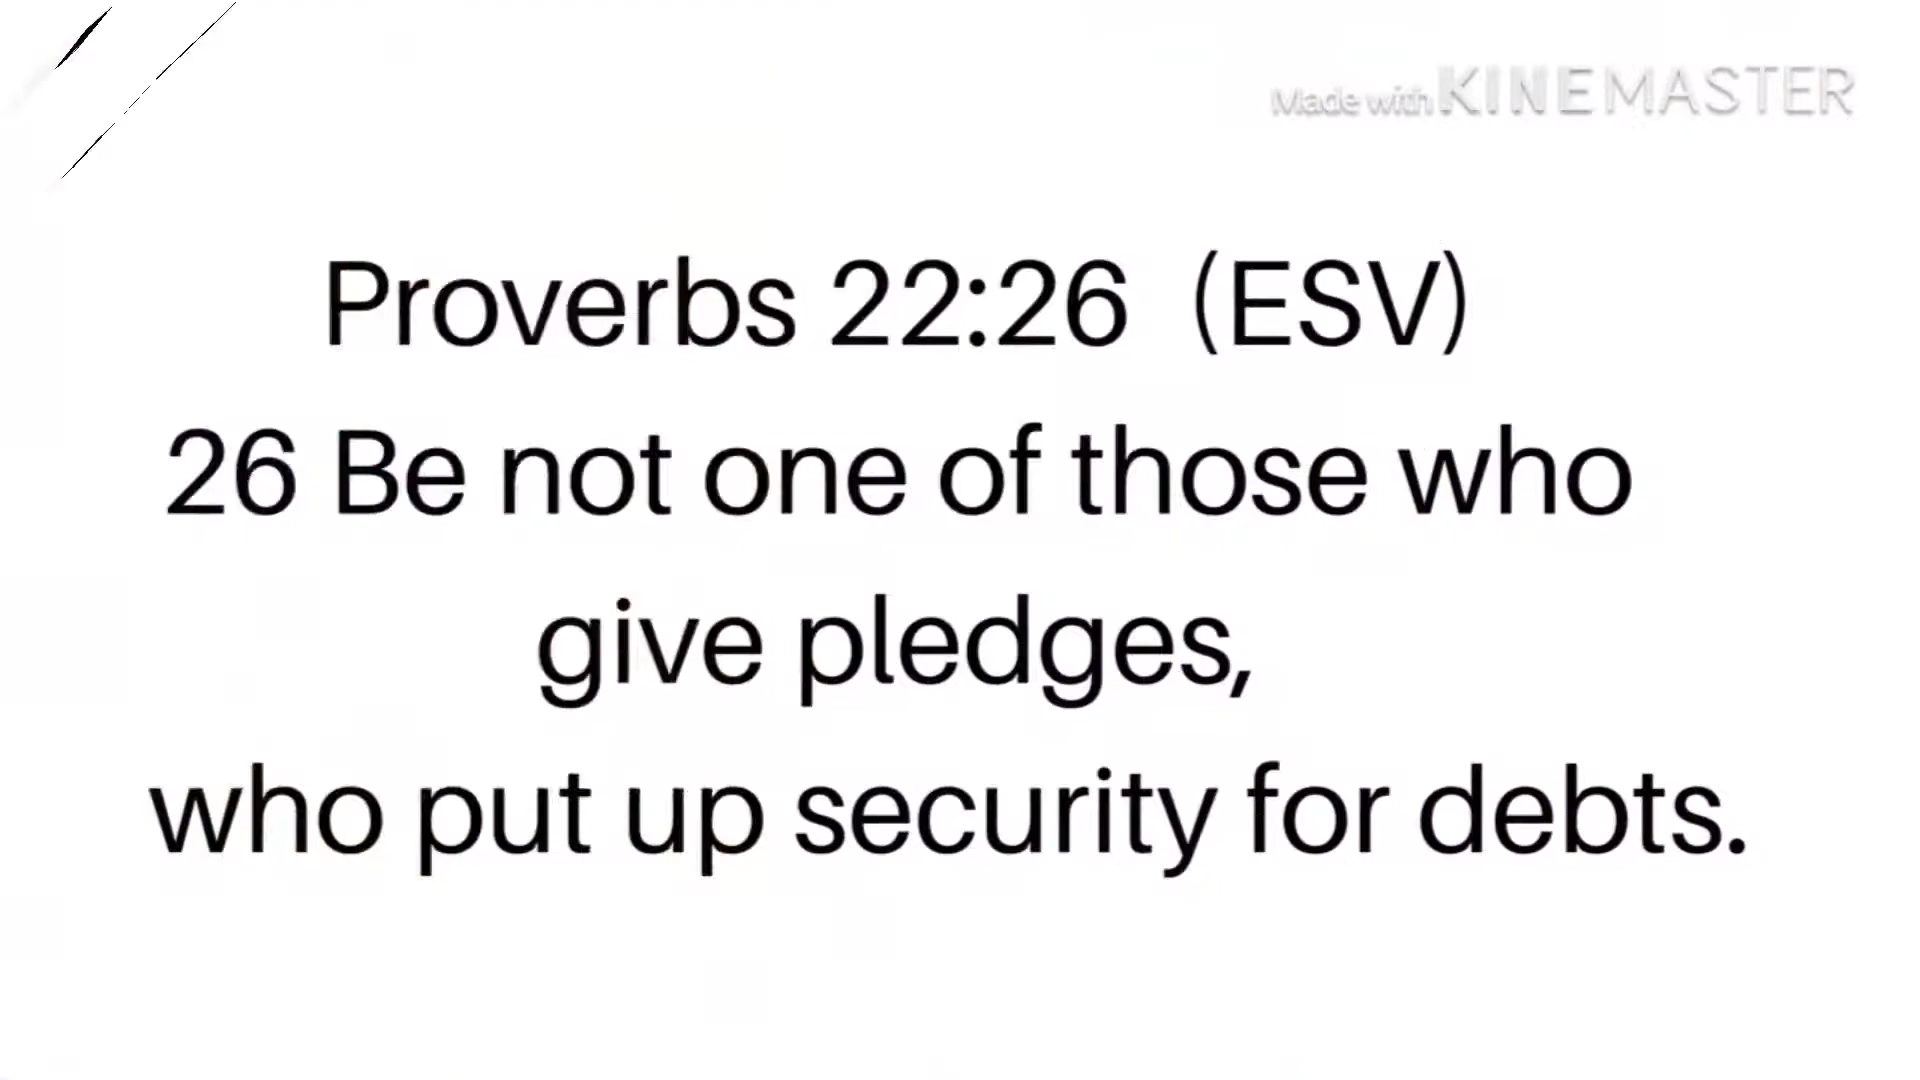 Made with KINEMASTER
Proverbs 22:26 (ESV)
26 Be not one of those who
give pledges,
who put up security for debts.